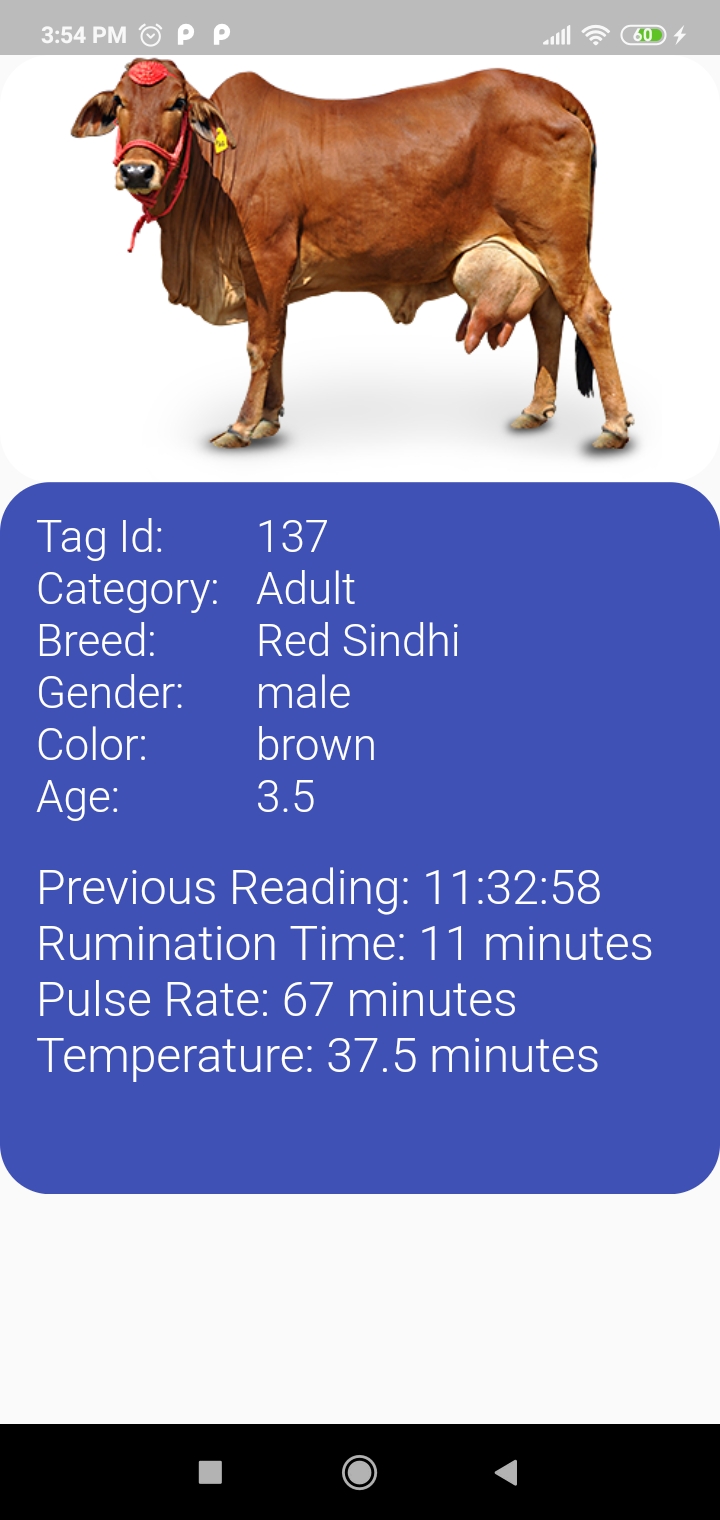 3:54 PM
60
Tag Id: 137
Category: Adult
Breed: Red Sindhi
Gender: male
Color: brown
Age: 3.5
Previous Reading: 11:32:58
Rumination Time: 11 minutes
Pulse Rate: 67 minutes
Temperature: 37.5 minutes